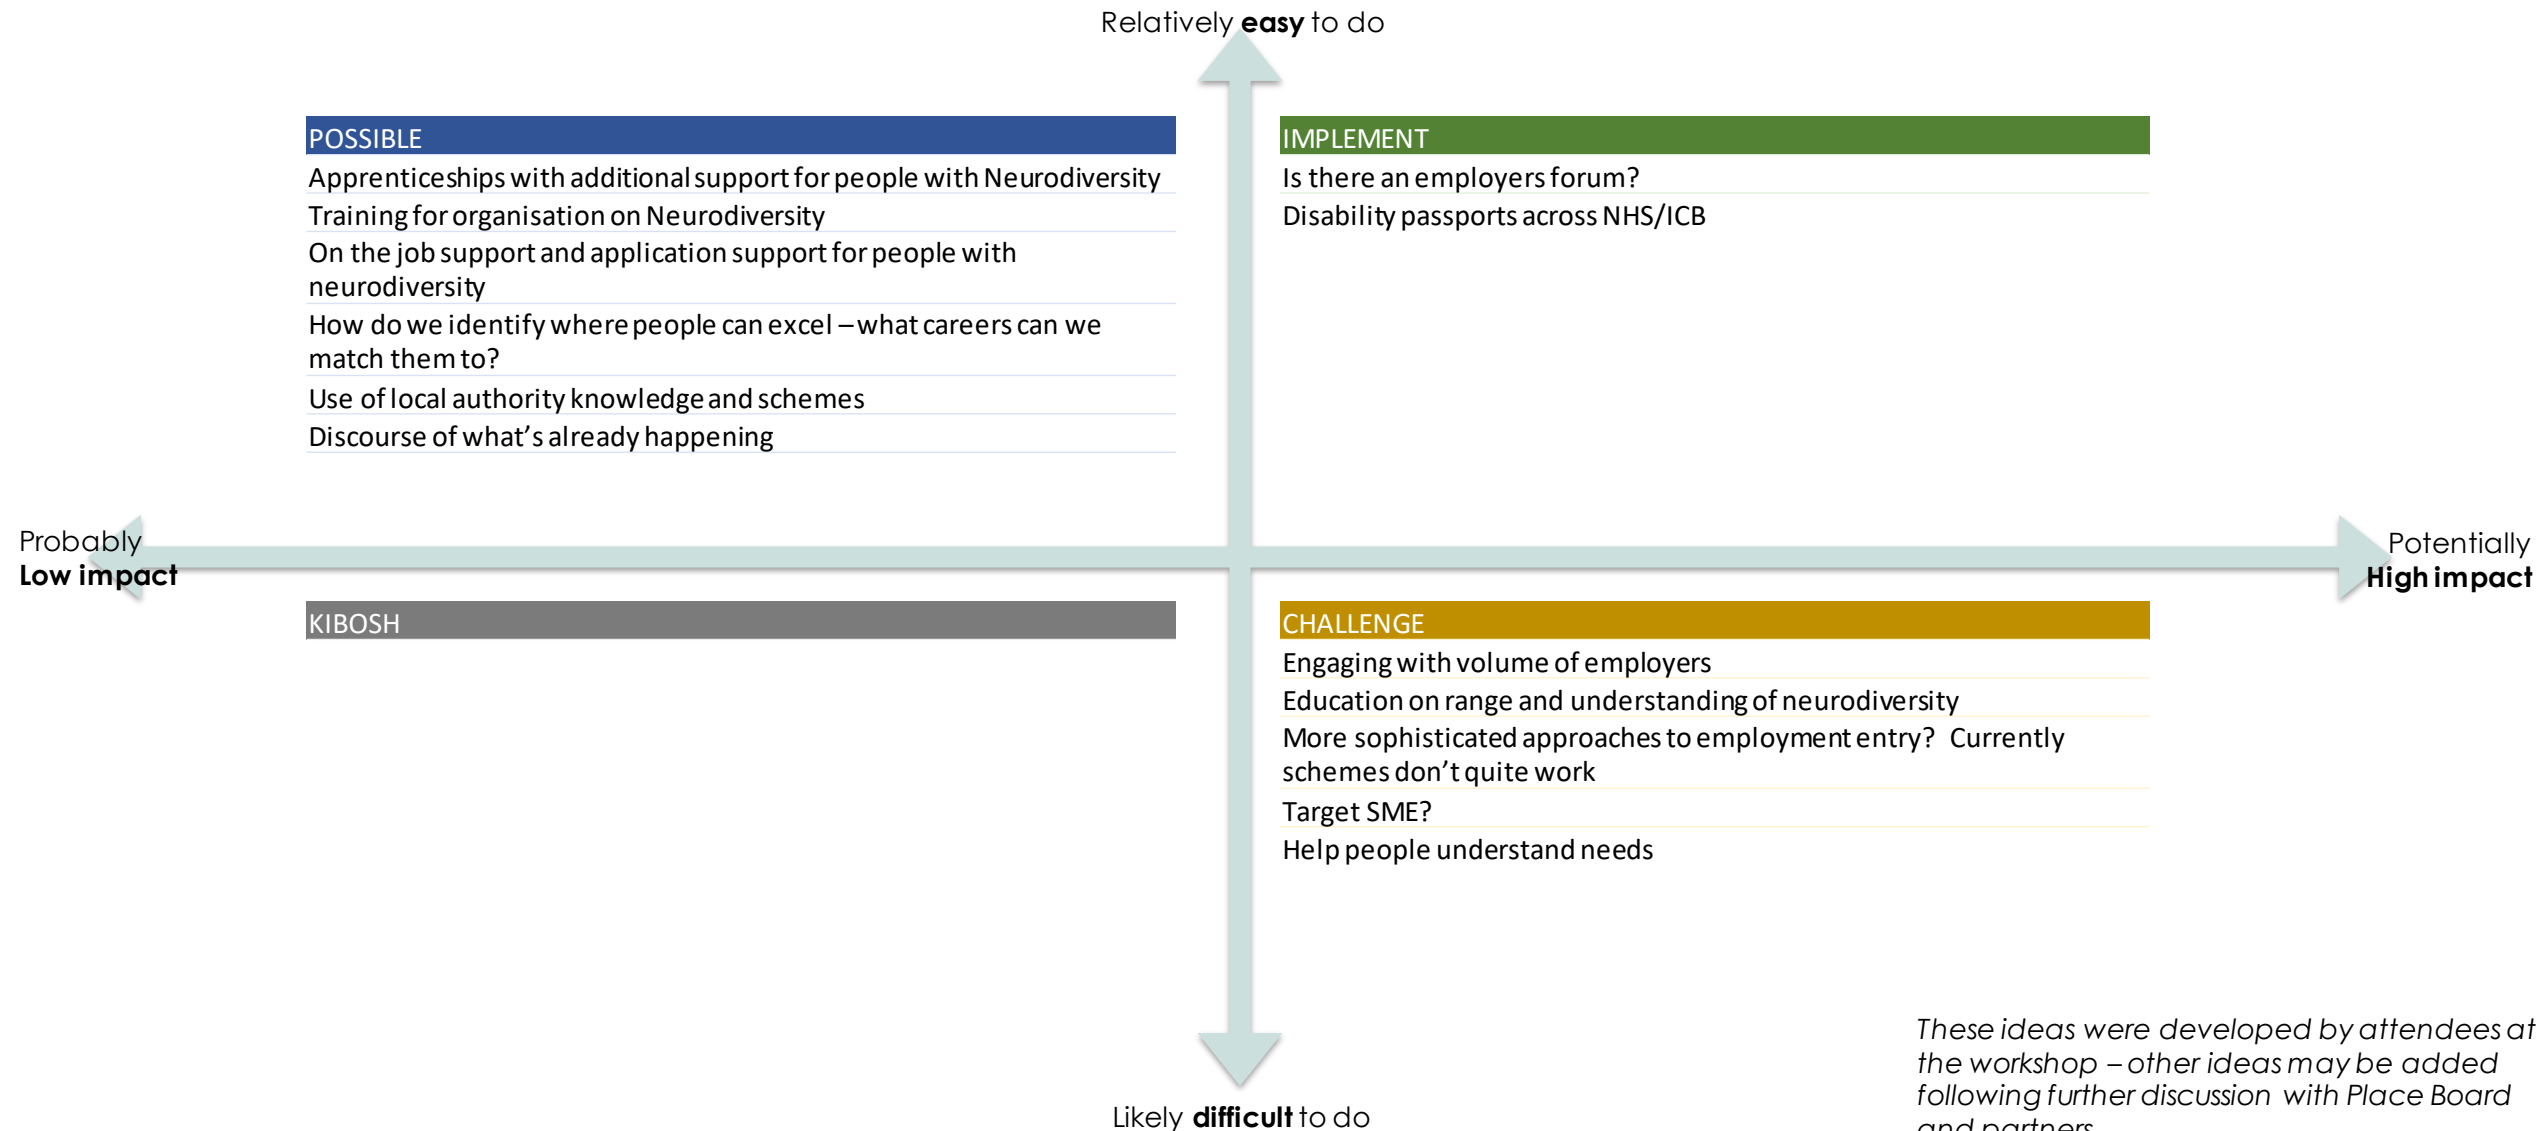 Relatively easy to do
POSSIBLE
Apprenticeships with additional support for people with Neurodiversity
Training for organisation on Neurodiversity
On the job support and application support for people with
neurodiversity
How do we identify where people can excel – what careers can we
match them to?
Use of local authority knowledge and schemes
Discourse of what’s already happening
IMPLEMENT
Is there an employers forum?
Disability passports across NHS/ICB
Probably
Low impact
Potentially
High impact
KIBOSH
CHALLENGE
Engaging with volume of employers
Education on range and understanding of neurodiversity
More sophisticated approaches to employment entry? Currently
schemes don’t quite work
Target SME?
Help people understand needs
These ideas were developed by attendees at
the workshop – other ideas may be added
following further discussion with Place Board
and partners
Likely difficult to do